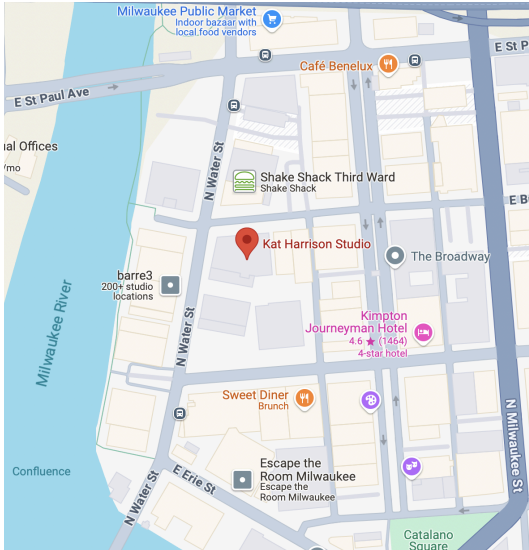 Milwaukee Public Market
Indoor bazaar with
local food vendors
Café Benelux
E St Paul Ave
E St P
N Water St
al Offices
/mo
Shake Shack Third Ward
Shake Shack
E B
Kat Harrison Studio
The Broadway
barre3
200+ studio
locations
Milwaukee River
N Water St
Kimpton
Journeyman Hotel
4.6 ★ (1464)
4-star hotel
Sweet Diner
Brunch
N Milwaukee St
Escape the
Room Milwaukee
Escape the
Room Milwaukee
Confluence
E Erie St
N Water St
Catalano
Square